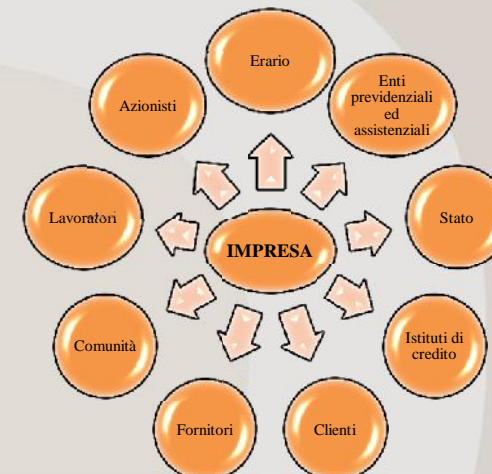 Erario
Enti
previdenziali
ed
assistenziali
Azionisti
Lavoratori
IMPRESA
Stato
Comunità
Istituti di
credito
Fornitori
Clienti